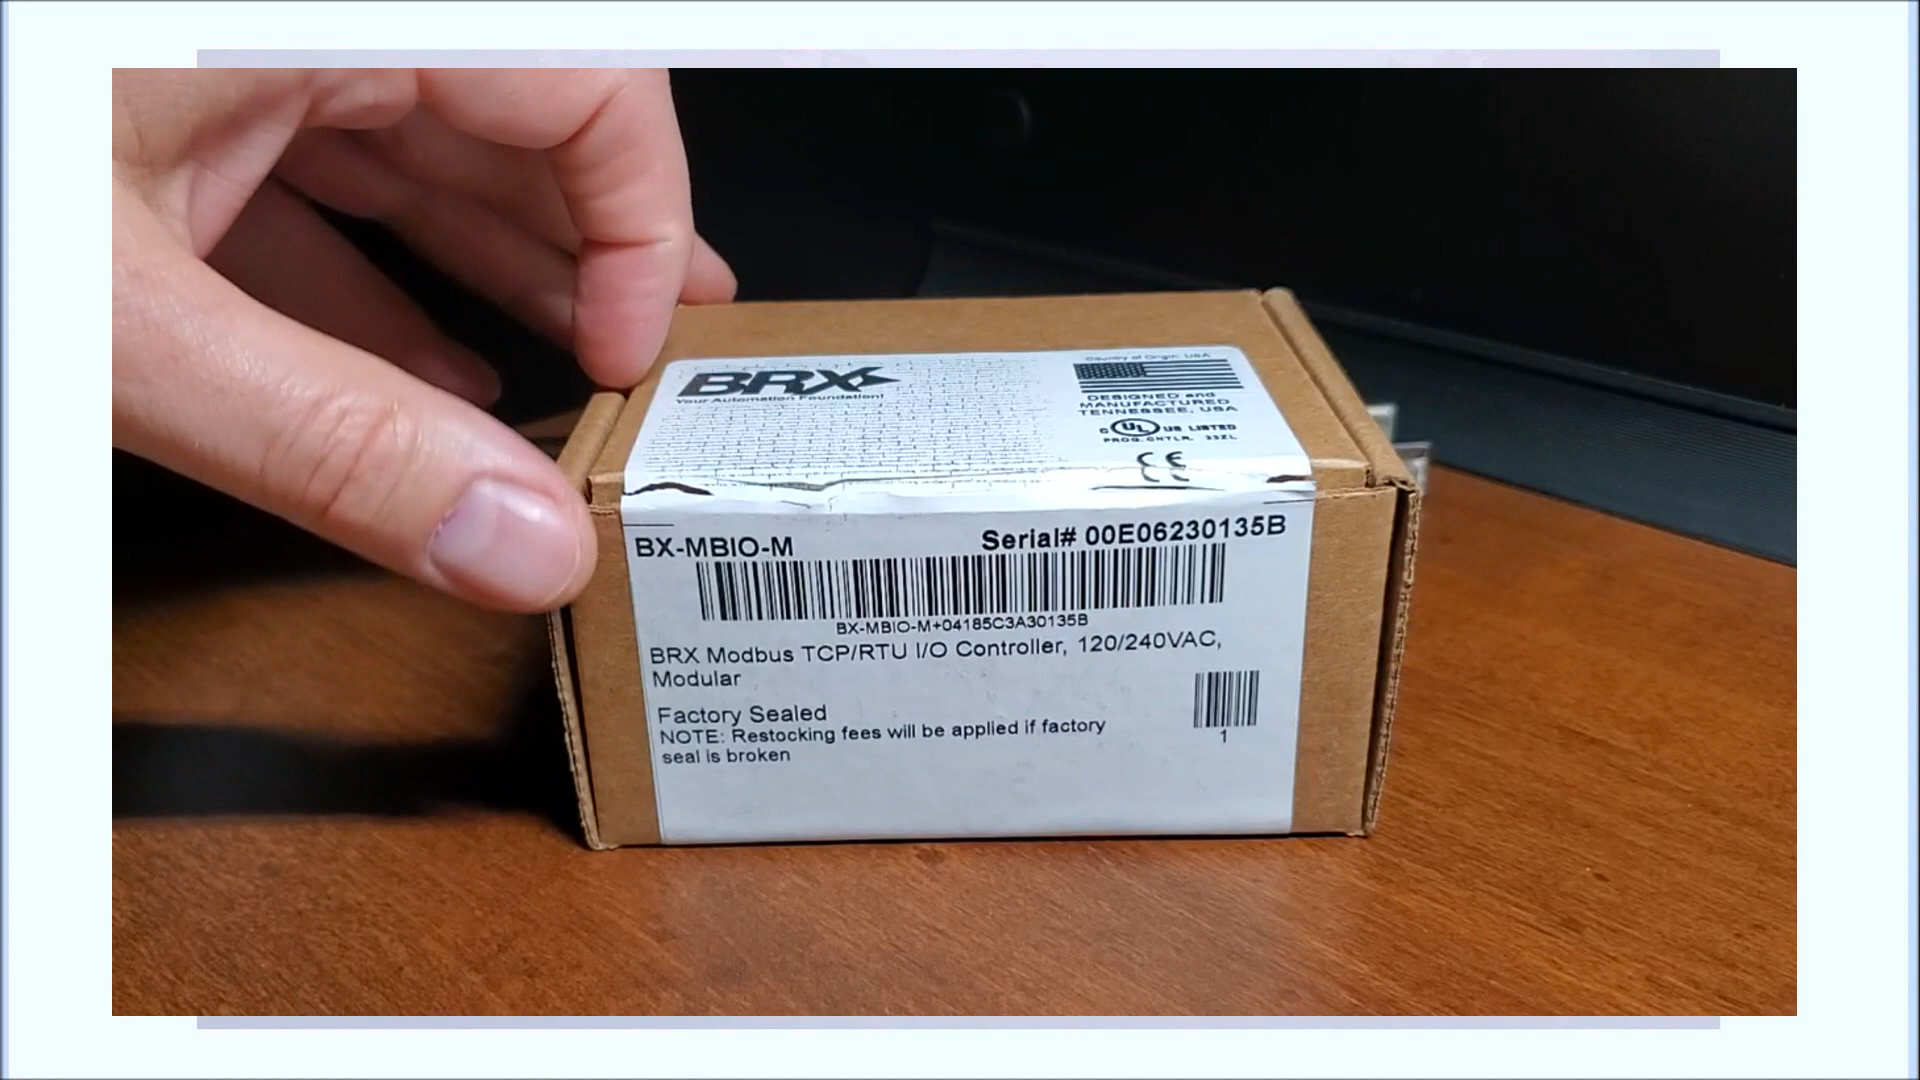 BRX
Your Automation Foundation!
Country of Origin: USA
DESIGNED and
MANUFACTURED
TENNESSEE, USA
C UL US LISTED
PROG. CNTLR. 33ZL
CE
BX-MBIO-M
Serial# 00E06230135B
BX-MBIO-M+04185C3A30135B
BRX Modbus TCP/RTU I/O Controller, 120/240VAC,
Modular
Factory Sealed
NOTE: Restocking fees will be applied if factory
seal is broken
1